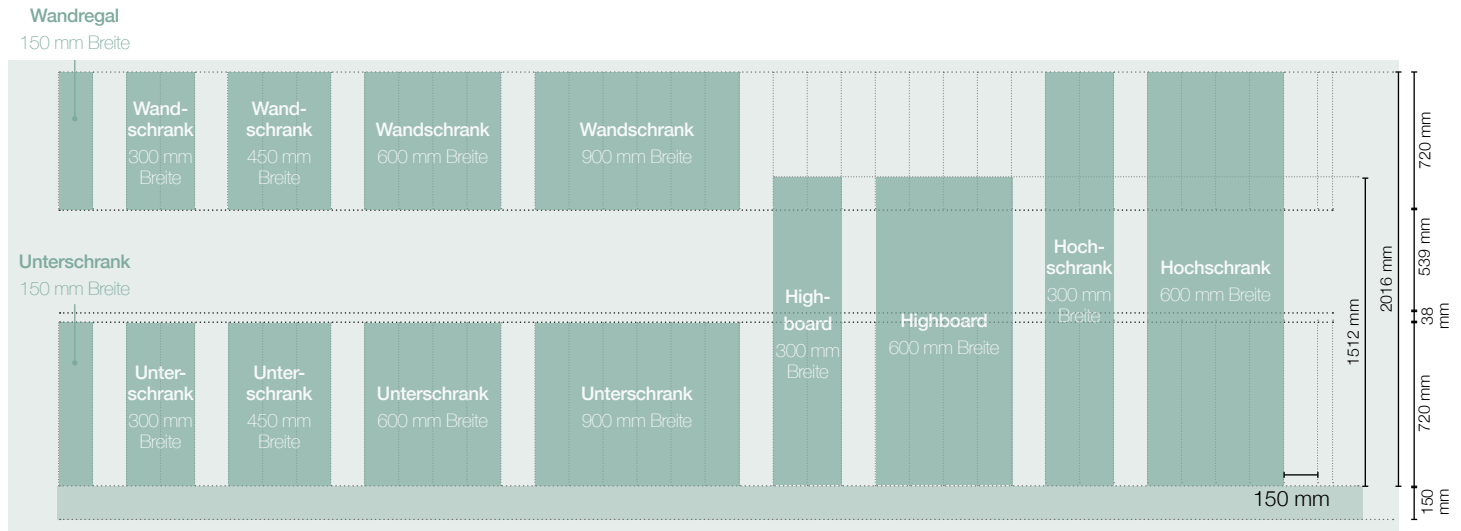 Wandregal
150 mm Breite
Wand-
schrank
300 mm
Breite
Wand-
schrank
450 mm
Breite
Wandschrank
600 mm Breite
Wandschrank
900 mm Breite
Unterschrank
150 mm Breite
Unter-
schrank
300 mm
Breite
Unter-
schrank
450 mm
Breite
Unterschrank
600 mm Breite
Unterschrank
900 mm Breite
High-
board
300 mm
Breite
Highboard
600 mm Breite
Hoch-
schrank
300 mm
Breite
Hochschrank
600 mm Breite
150 mm
1512 mm
2016 mm
720 mm
539 mm
38
mm
720 mm
150
mm